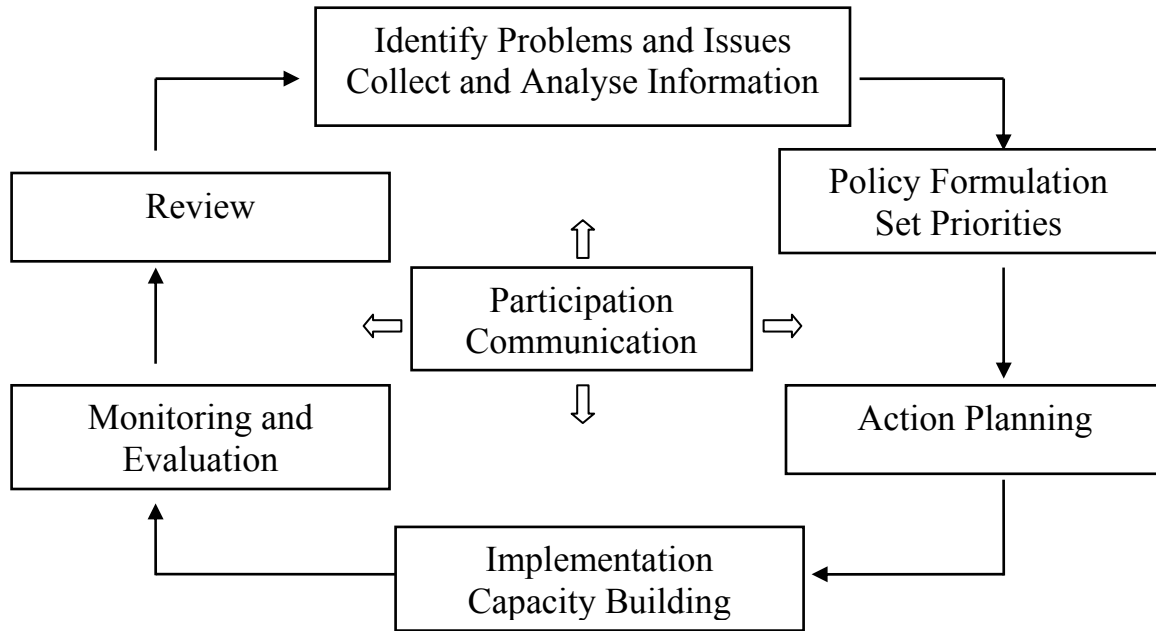 Identify Problems and Issues
Collect and Analyse Information
Policy Formulation
Set Priorities
Review
Participation
Communication
Monitoring and
Evaluation
Action Planning
Implementation
Capacity Building